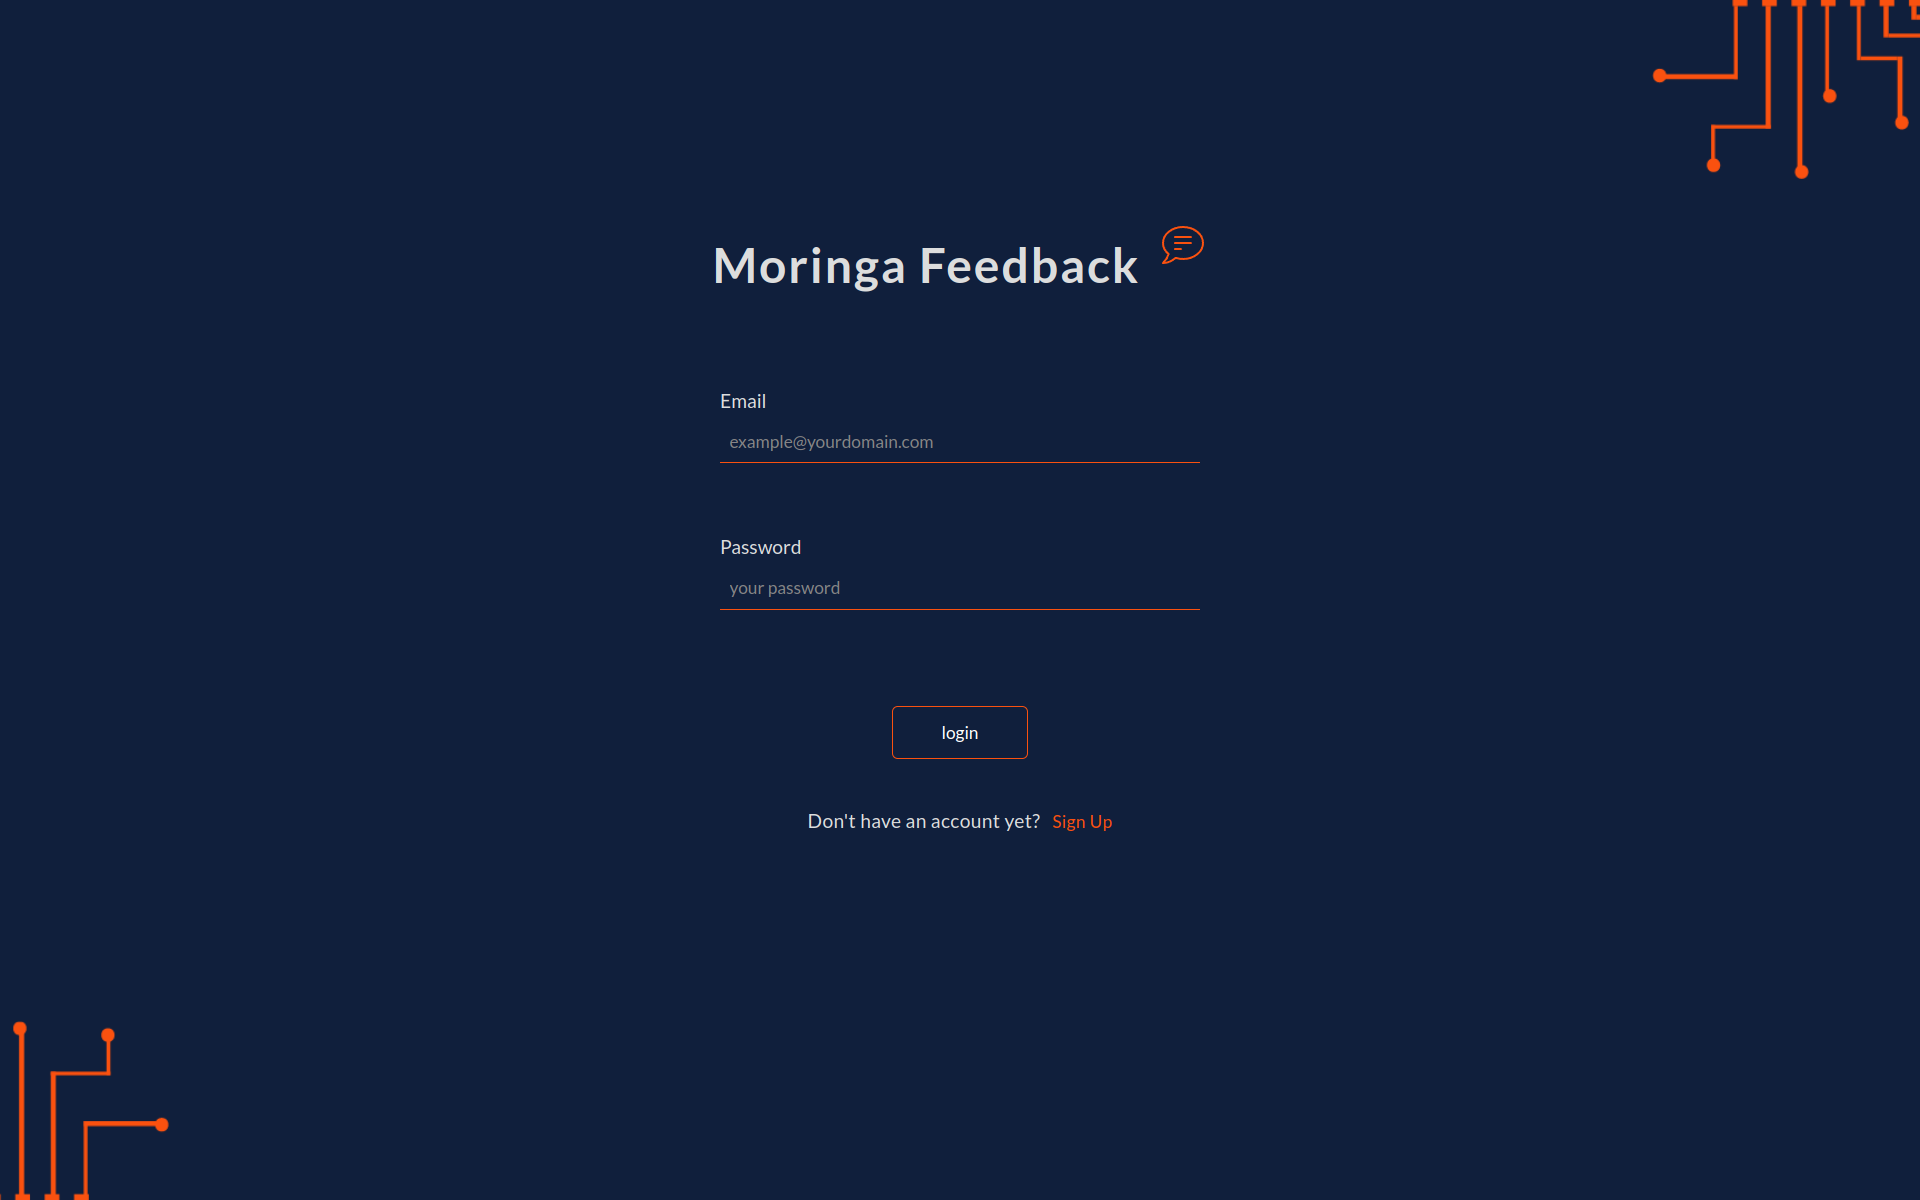 Moringa Feedback
Email
example@yourdomain.com
Password
your password
login
Don't have an account yet? Sign Up